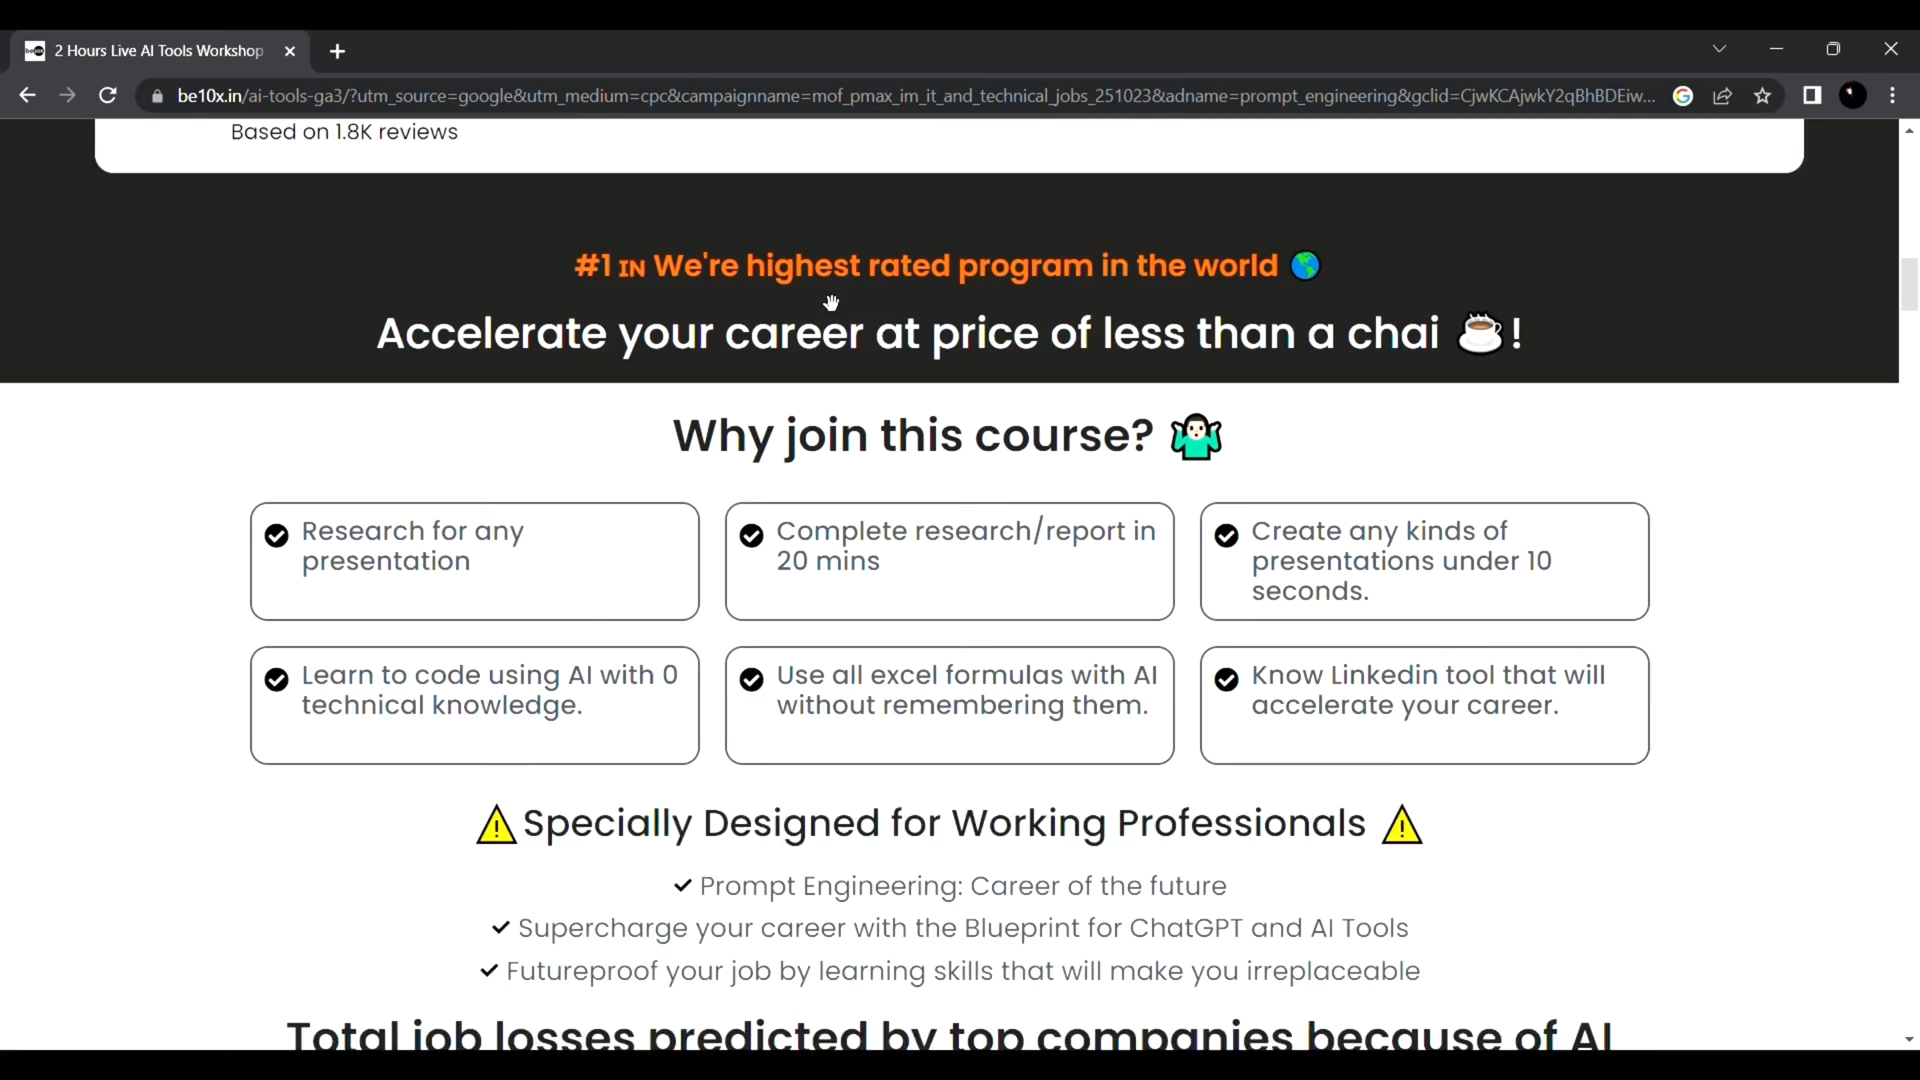 2 Hours Live AI Tools Workshop
be10x.in/ai-tools-ga3/?utm_source=google&utm_medium=cpc&campaignname=mof_pmax_im_it_and_technical_jobs_251023&adname=prompt_engineering&gclid=CjwKCAjwkY2qBhBDEiw...
Based on 1.8K reviews
#1 IN We're highest rated program in the world 🌎
Accelerate your career at price of less than a chai ☕ !
Why join this course? 🤷🏻‍♂️
Research for any
presentation
Complete research/report in
20 mins
Create any kinds of
presentations under 10
seconds.
Learn to code using AI with 0
technical knowledge.
Use all excel formulas with AI
without remembering them.
Know Linkedin tool that will
accelerate your career.
⚠️ Specially Designed for Working Professionals ⚠️
✔ Prompt Engineering: Career of the future
✔ Supercharge your career with the Blueprint for ChatGPT and AI Tools
✔ Futureproof your job by learning skills that will make you irreplaceable
Total job losses predicted by top companies because of AI